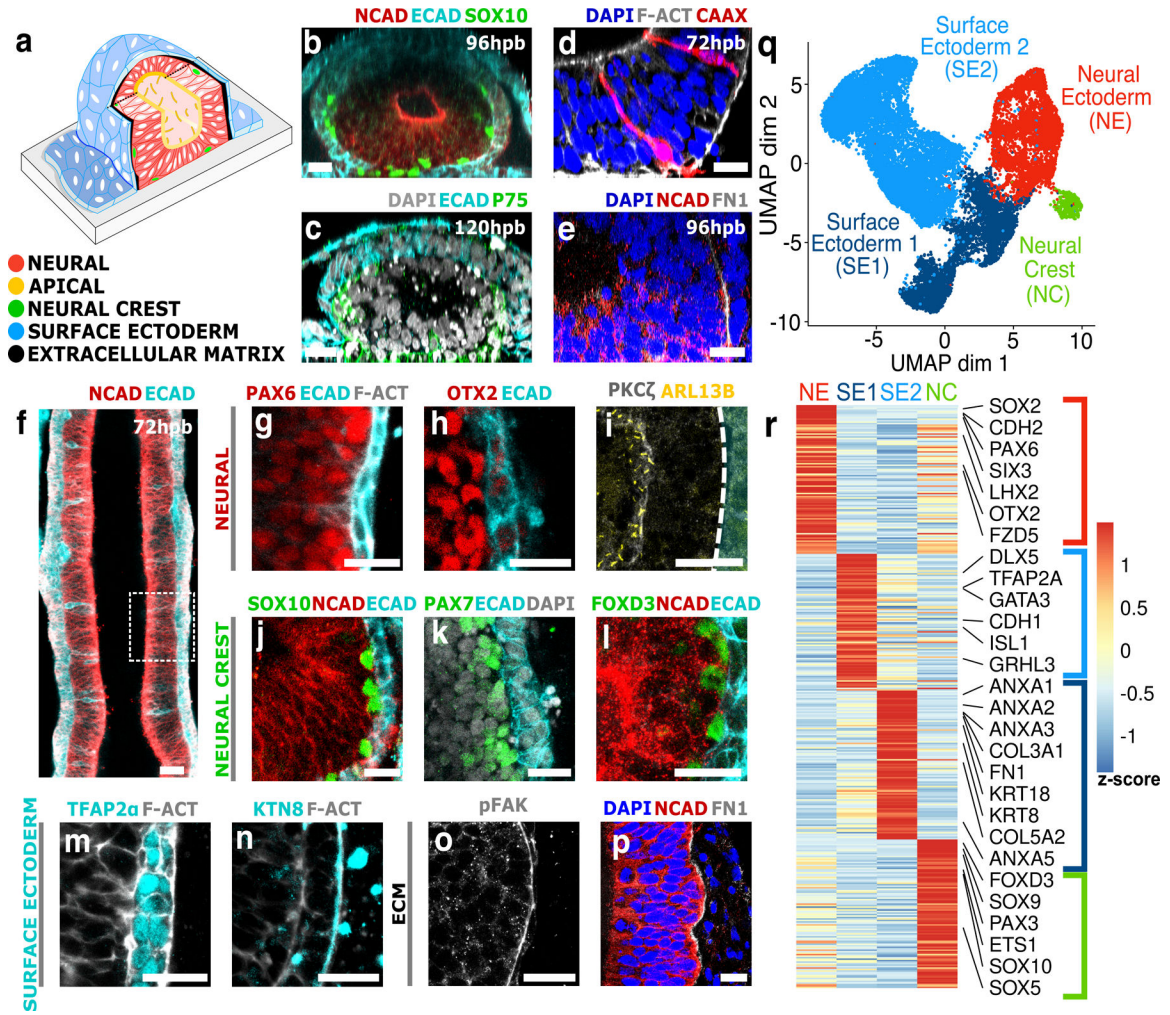 a
NEURAL
APICAL
NEURAL CREST
SURFACE ECTODERM
EXTRACELLULAR MATRIX
NCAD ECAD SOX10
b
96hpb
DAPI ECAD P75
c
120hpb
DAPI F-ACT CAAX
d
72hpb
DAPI NCAD FN1
e
96hpb
NCAD ECAD
f
72hpb
NEURAL
PAX6 ECAD F-ACT
g
OTX2 ECAD
h
PKCζ ARL13B
i
NEURAL CREST
SOX10 NCAD ECAD
j
PAX7 ECAD DAPI
k
FOXD3 NCAD ECAD
l
SURFACE ECTODERM
TFAP2α F-ACT
m
KTN8 F-ACT
n
ECM
pFAK
o
DAPI NCAD FN1
p
q
Surface
Ectoderm 2
(SE2)
Neural
Ectoderm
(NE)
Surface
Ectoderm 1
(SE1)
Neural
Crest
(NC)
UMAP dim 2
5
0
-5
-10
-5
0
5
10
UMAP dim 1
r
NE SE1 SE2 NC
SOX2
CDH2
PAX6
SIX3
LHX2
OTX2
FZD5
DLX5
TFAP2A
GATA3
CDH1
ISL1
GRHL3
ANXA1
ANXA2
ANXA3
COL3A1
FN1
KRT18
KRT8
COL5A2
ANXA5
FOXD3
SOX9
PAX3
ETS1
SOX10
SOX5
1
0.5
0
-0.5
-1
z-score